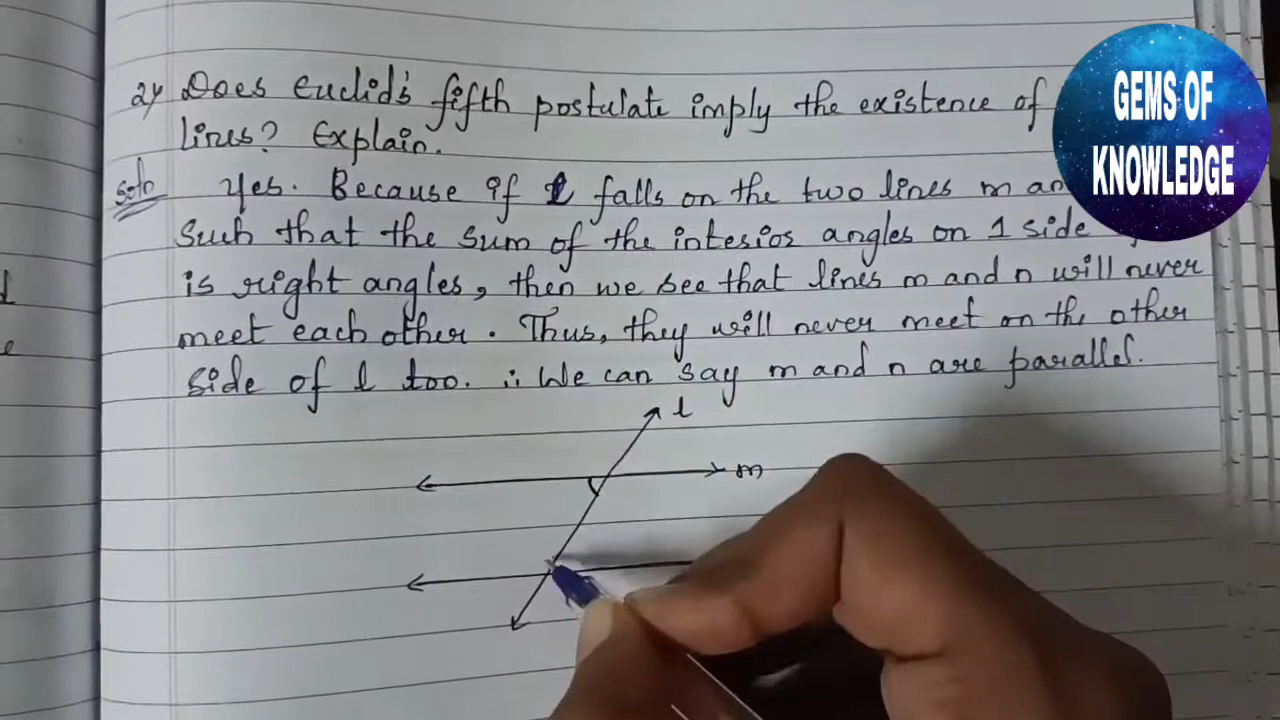 2) Does Euclid's fifth postulate imply the existence of
lines? Explain.
Soln Yes. Because if l falls on the two lines m an
Such that the sum of the interior angles on 1 side
is right angles, then we see that lines m and n will never
meet each other. Thus, they will never meet on the other
side of l too. ∴ We can say m and n are parallel.
l
m
GEMS OF
KNOWLEDGE